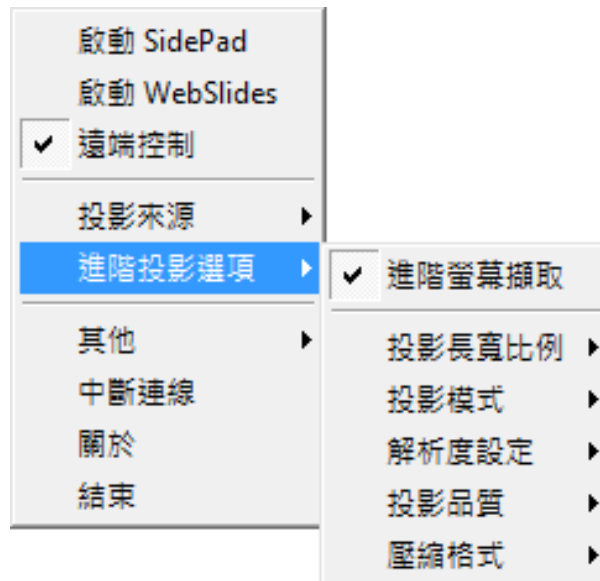 啟動 SidePad
啟動 WebSlides
遠端控制
投影來源
進階投影選項
其他
中斷連線
關於
結束
進階螢幕擷取
投影長寬比例
投影模式
解析度設定
投影品質
壓縮格式